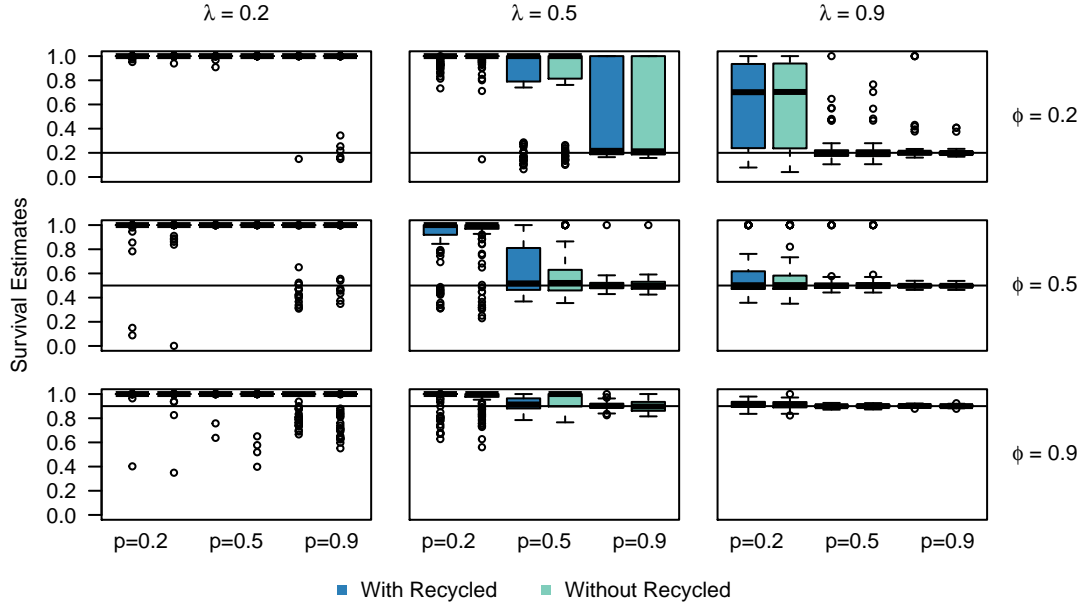 λ = 0.2 λ = 0.5 λ = 0.9
Survival Estimates
1.0
0.8
0.6
0.4
0.2
0.0
ϕ = 0.2
1.0
0.8
0.6
0.4
0.2
0.0
ϕ = 0.5
1.0
0.8
0.6
0.4
0.2
0.0
ϕ = 0.9
p=0.2 p=0.5 p=0.9 p=0.2 p=0.5 p=0.9 p=0.2 p=0.5 p=0.9
With Recycled Without Recycled